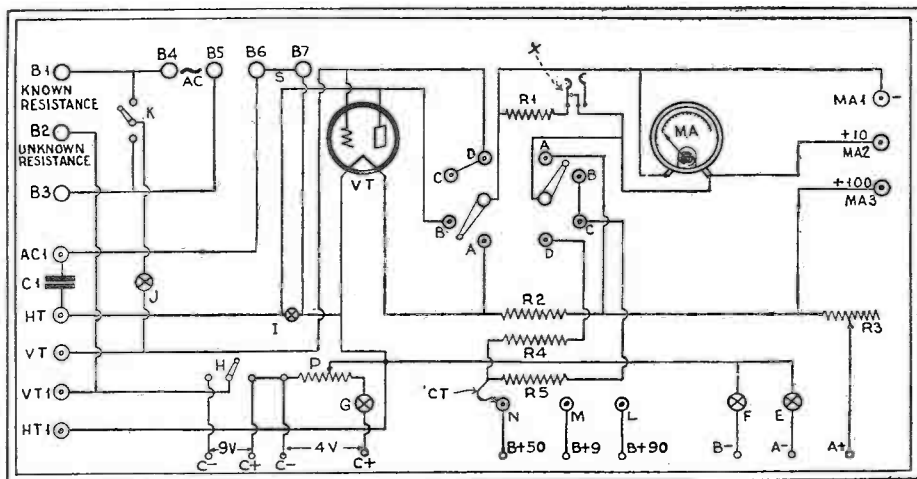 B4 B5 B6 B7 X
B1 AC S
KNOWN
RESISTANCE
K
R1
MA
MA1 -
B2
UNKNOWN
RESISTANCE
+10
MA2
D A
C B
VT
B3
+100
MA3
B C
A D
AC1
C1
J
HT
I
R2
R3
VT
R4
H P
'CT
R5
VT1
G
N M L F E
HT1
9V 4V
B+50 B+9 B+90 B- A- A+
C- C+ C- C+